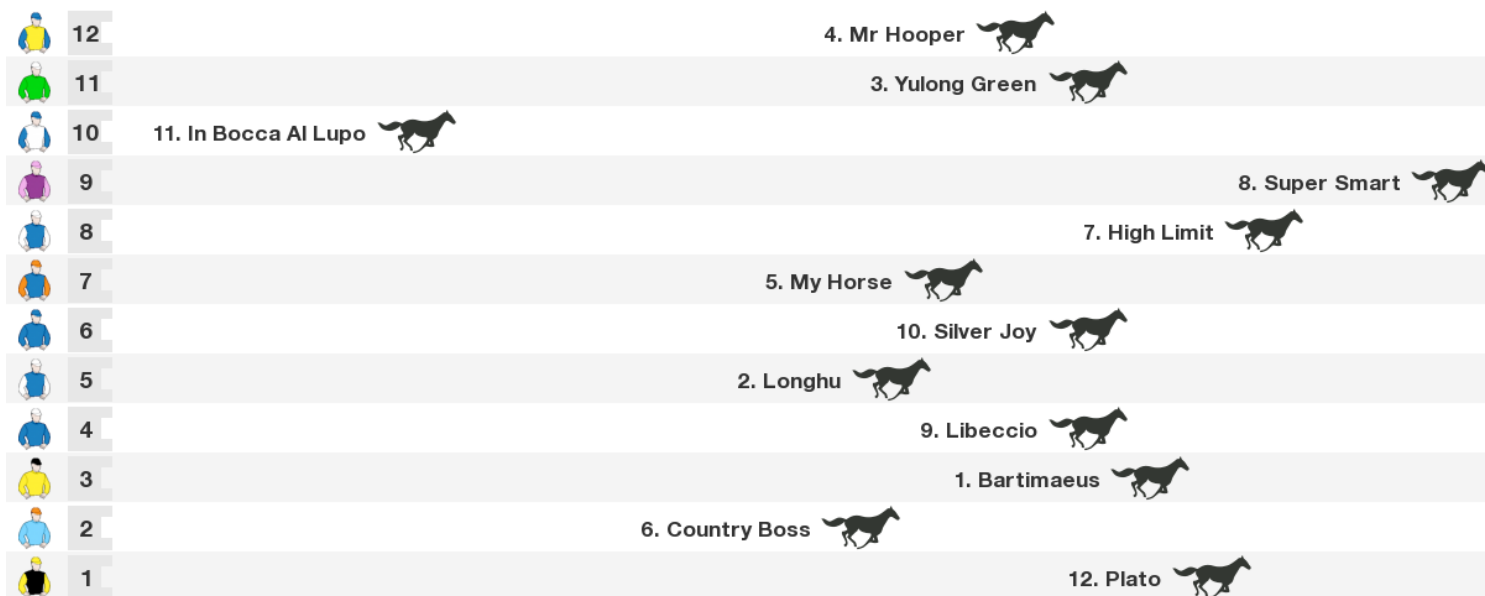 12 4. Mr Hooper
11 3. Yulong Green
10 11. In Bocca Al Lupo
9 8. Super Smart
8 7. High Limit
7 5. My Horse
6 10. Silver Joy
5 2. Longhu
4 9. Libeccio
3 1. Bartimaeus
2 6. Country Boss
1 12. Plato